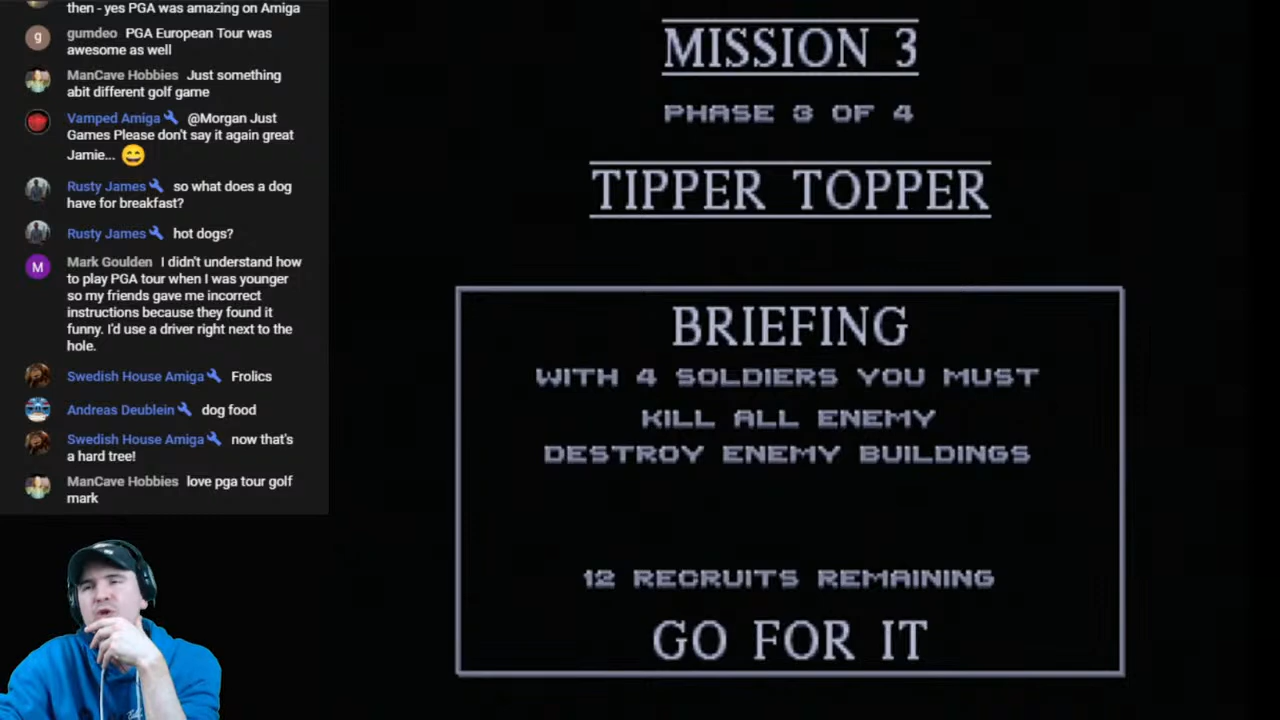 then - yes PGA was amazing on Amiga
gumdeo PGA European Tour was
awesome as well
ManCave Hobbies Just something
abit different golf game
Vamped Amiga @Morgan Just
Games Please don't say it again great
Jamie...
Rusty James so what does a dog
have for breakfast?
Rusty James hot dogs?
M
Mark Goulden I didn't understand how
to play PGA tour when I was younger
so my friends gave me incorrect
instructions because they found it
funny. I'd use a driver right next to the
hole.
Swedish House Amiga Frolics
Andreas Deublein dog food
Swedish House Amiga now that's
a hard tree!
ManCave Hobbies love pga tour golf
mark
MISSION 3
PHASE 3 OF 4
TIPPER TOPPER
BRIEFING
WITH 4 SOLDIERS YOU MUST
KILL ALL ENEMY
DESTROY ENEMY BUILDINGS
12 RECRUITS REMAINING
GO FOR IT